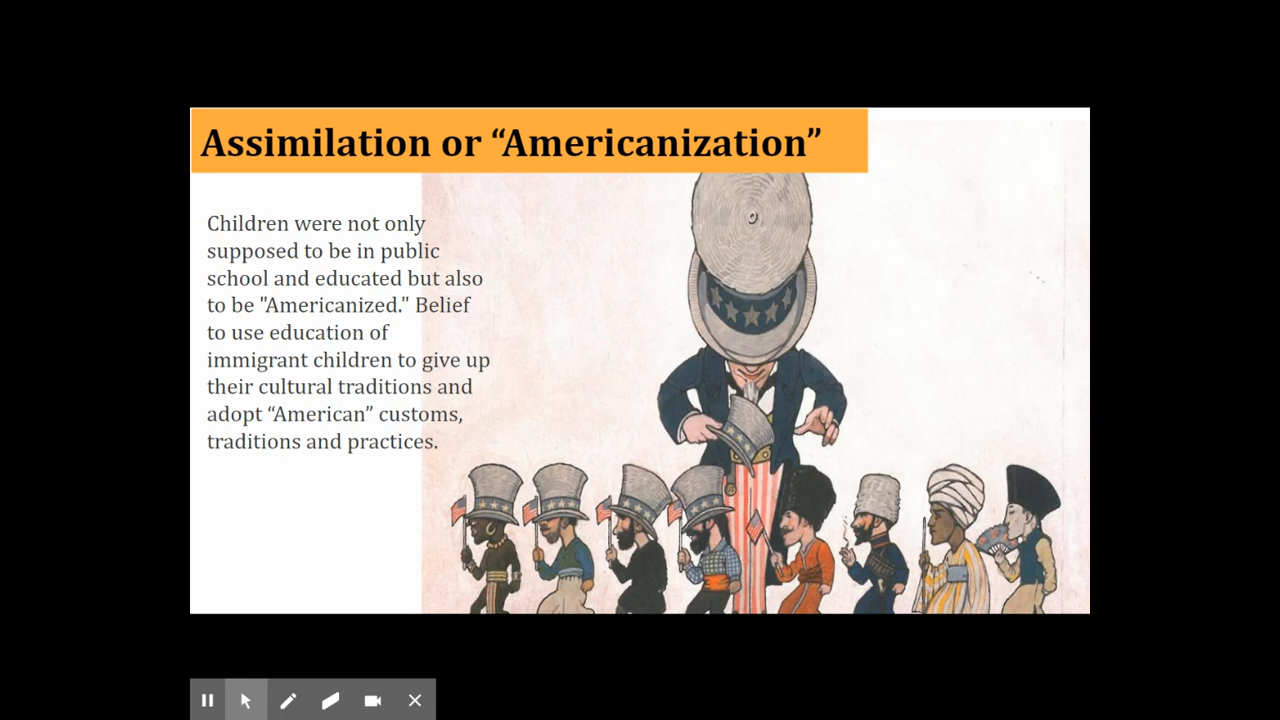 Assimilation or “Americanization”
Children were not only
supposed to be in public
school and educated but also
to be "Americanized." Belief
to use education of
immigrant children to give up
their cultural traditions and
adopt “American” customs,
traditions and practices.